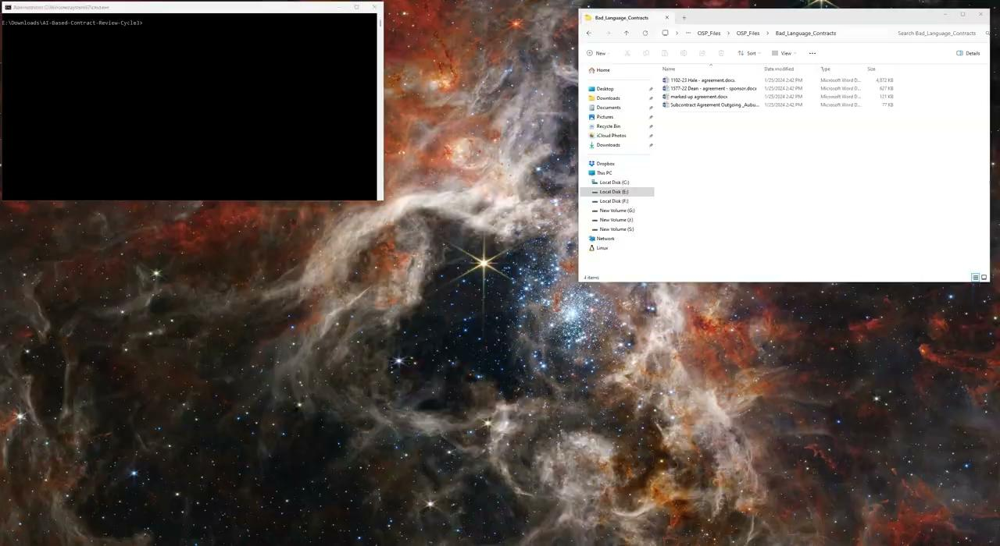 Administrator: C:\Windows\system32\cmd.exe
E:\Downloads\AI-Based-Contract-Review-Cycle3>
Bad_Language_Contracts
OSP_Files > OSP_Files > Bad_Language_Contracts
Search Bad_Language_Contracts
New
Sort
View
Details
Home
Desktop
Downloads
Documents
Pictures
Recycle Bin
iCloud Photos
Downloads
Dropbox
This PC
Local Disk (C:)
Local Disk (E:)
Local Disk (F:)
New Volume (G:)
New Volume (I:)
New Volume (S:)
Network
Linux
Name Date modified Type Size
1102-23 Hale - agreement.docx 1/25/2024 2:42 PM Microsoft Word D... 4,872 KB
1577-22 Dean - agreement - sponsor.docx 1/25/2024 2:42 PM Microsoft Word D... 627 KB
marked up agreement.docx 1/25/2024 2:42 PM Microsoft Word D... 121 KB
Subcontract Agreement Outgoing _Aubu... 1/25/2024 2:42 PM Microsoft Word D... 77 KB
4 items